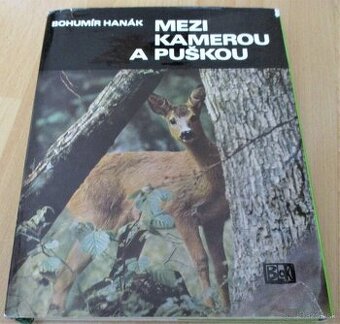 BOHUMÍR HANÁK
MEZI
KAMEROU
A PUŠKOU